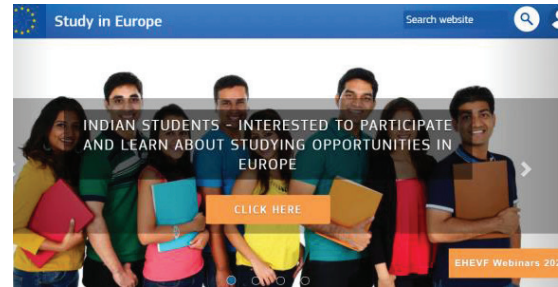 Study in Europe
Search website
INDIAN STUDENTS - INTERESTED TO PARTICIPATE
AND LEARN ABOUT STUDYING OPPORTUNITIES IN
EUROPE
CLICK HERE
EHEVF Webinars